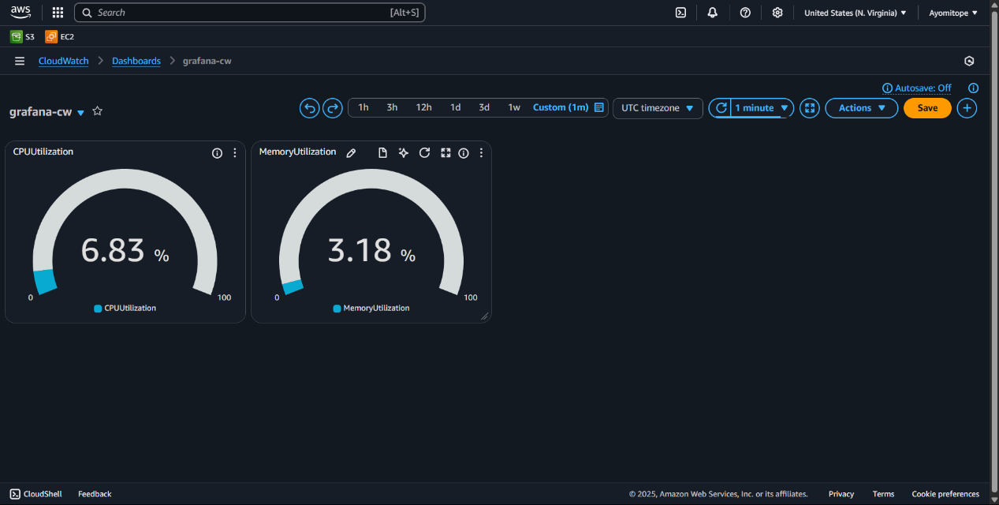 aws Search [Alt+S] United States (N. Virginia) Ayomitope
S3 EC2
CloudWatch Dashboards grafana-cw
Autosave: Off
grafana-cw 1h 3h 12h 1d 3d 1w Custom (1m) UTC timezone 1 minute Actions Save
CPUUtilization
6.83 %
0 100
CPUUtilization
MemoryUtilization
3.18 %
0 100
MemoryUtilization
CloudShell Feedback © 2025, Amazon Web Services, Inc. or its affiliates. Privacy Terms Cookie preferences